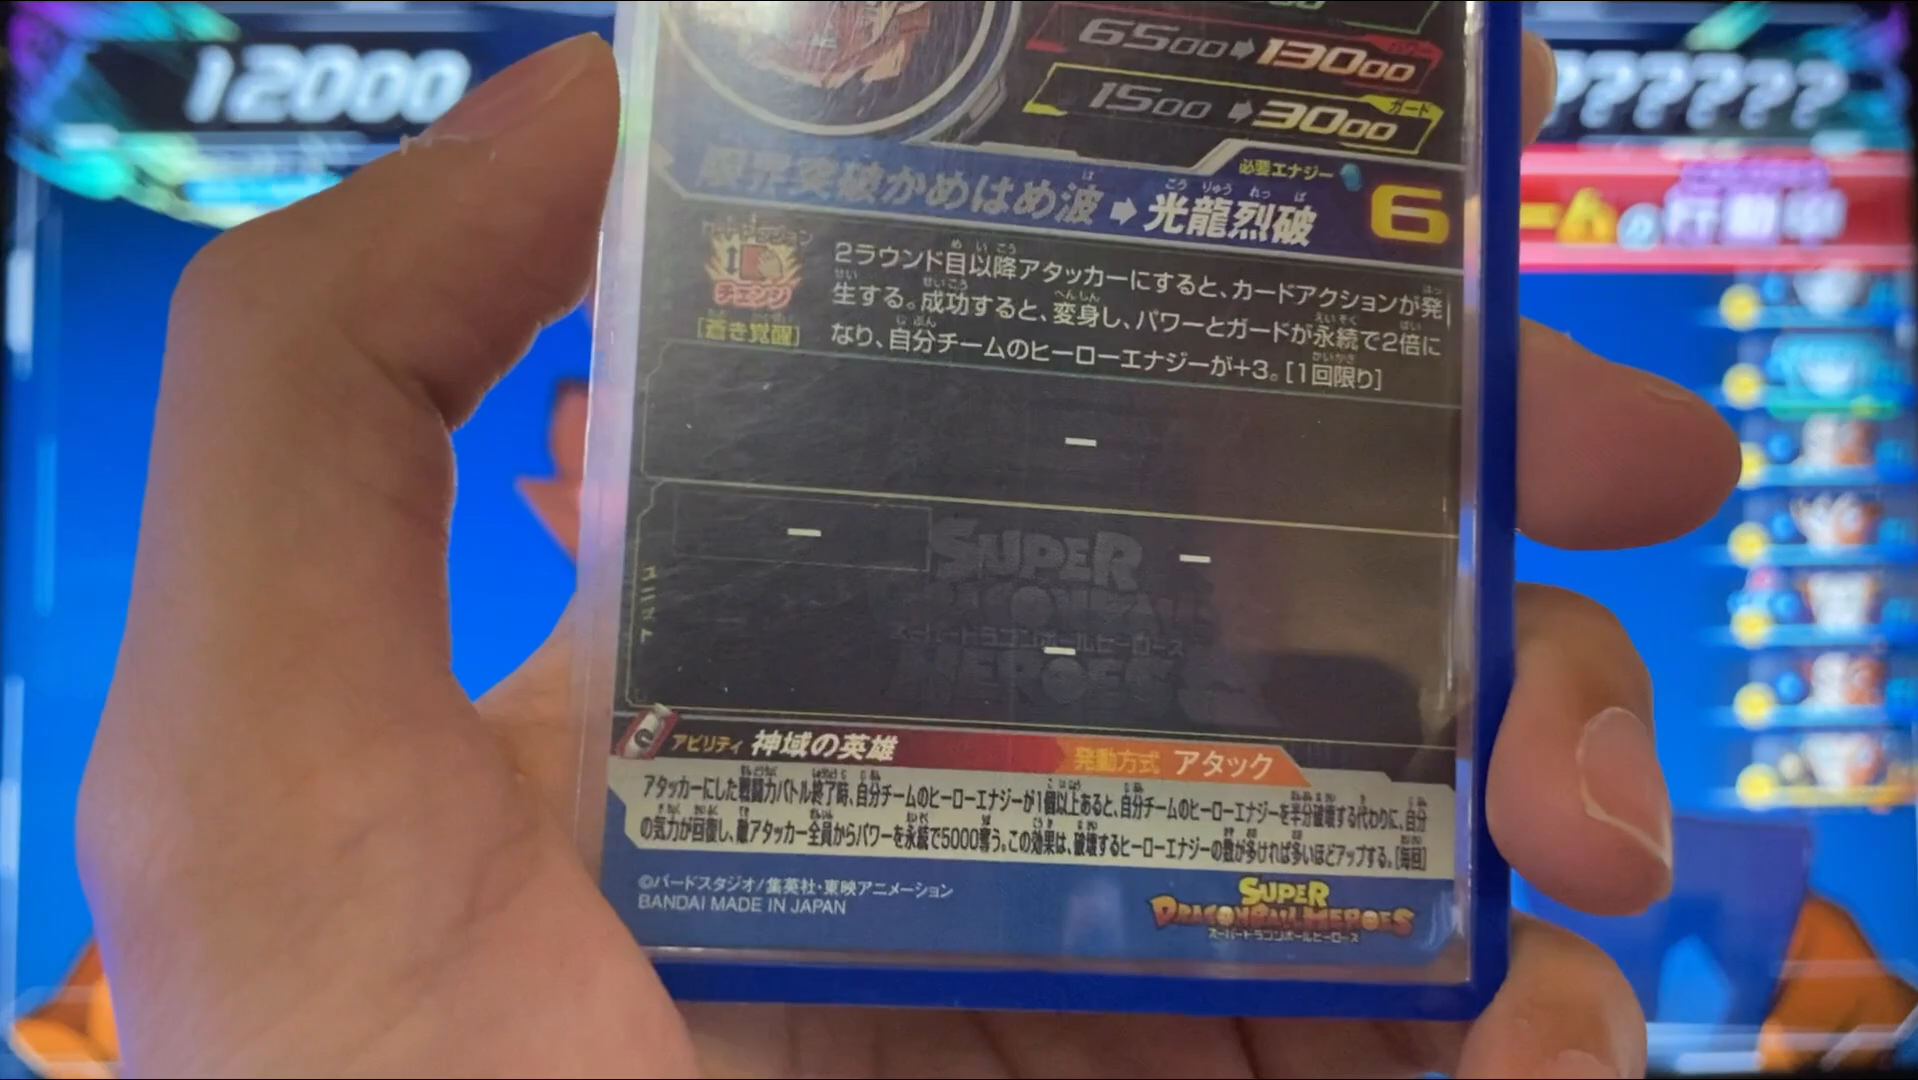 12000
??????
6500➡13000
パワー
1500➡3000
ガード
限界突破かめはめ波➡光龍烈破
必要エナジー
6
カードアクション
チェンジ
[蒼き覚醒]
2ラウンド目以降アタッカーにすると、カードアクションが発
生する。成功すると、変身し、パワーとガードが永続で2倍に
なり、自分チームのヒーローエナジーが+3。[1回限り]
ー
ー
ー
ー
ユニット
SUPER
DRAGONBALL
スーパードラゴンボールヒーローズ
HEROES
アビリティ 神域の英雄
発動方式 アタック
アタッカーにした戦闘力バトル終了時、自分チームのヒーローエナジーが1個以上あると、自分チームのヒーローエナジーを半分破壊する代わりに、自分
の気力が回復し、敵アタッカー全員からパワーを永続で5000奪う。この効果は、破壊するヒーローエナジーの数が多ければ多いほどアップする。[毎回]
©バードスタジオ/集英社・東映アニメーション
BANDAI MADE IN JAPAN
SUPER
DRAGONBALL HEROES
スーパードラゴンボールヒーローズ